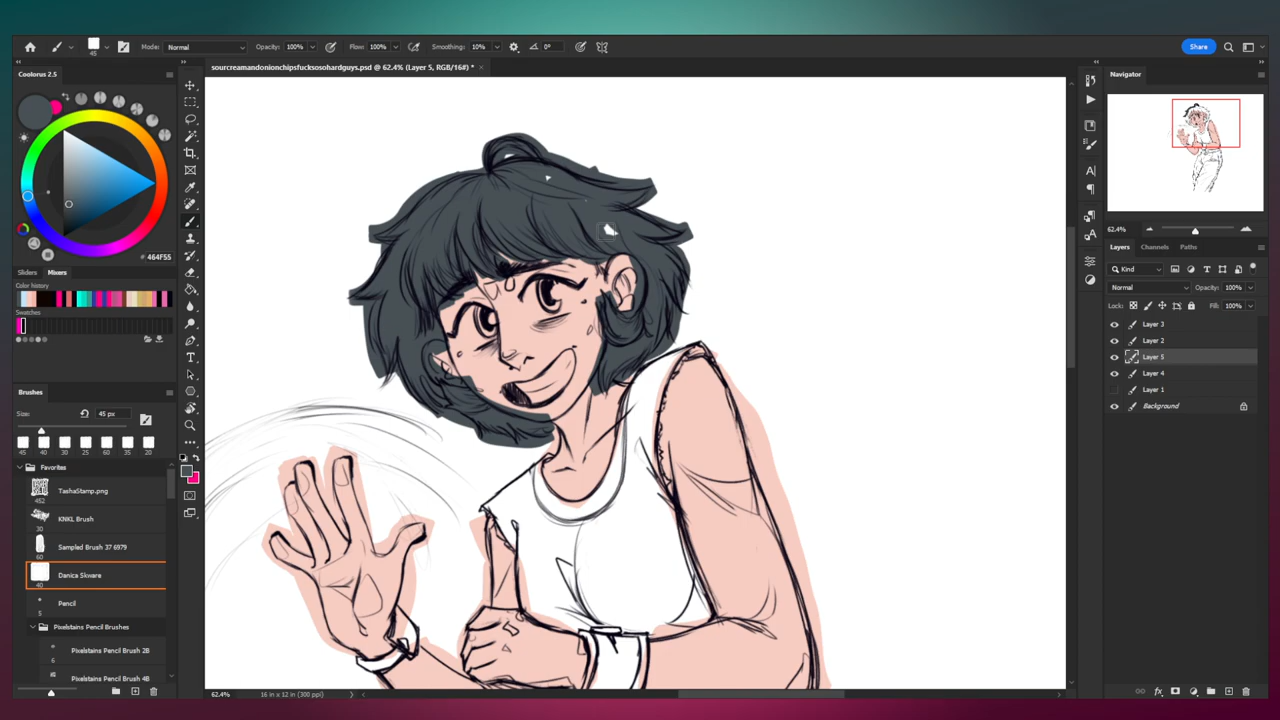 Mode: Normal Opacity: 100% Flow: 100% Smoothing: 10% 0° Share
45
Coolorus 2.5
sourcreamandonionchipsfucksosohardguys.psd @ 62.4% (Layer 5, RGB/16#) * ×
Navigator
# 464F55
62.4%
Sliders Mixers
Color history
Swatches
Layers Channels Paths
Kind
Normal Opacity: 100%
Lock: Fill: 100%
Layer 3
Layer 2
Layer 5
Layer 4
Layer 1
Background
Brushes
Size: 45 px
45 40 30 25 60 35 20
Favorites
TashaStamp.png
452
KNKL Brush
30
Sampled Brush 37 6979
60
Danica Skware
40
Pencil
5
Pixelstains Pencil Brushes
Pixelstains Pencil Brush 2B
6
Pixelstains Pencil Brush 4B
62.4% 16 in x 12 in (300 ppi)